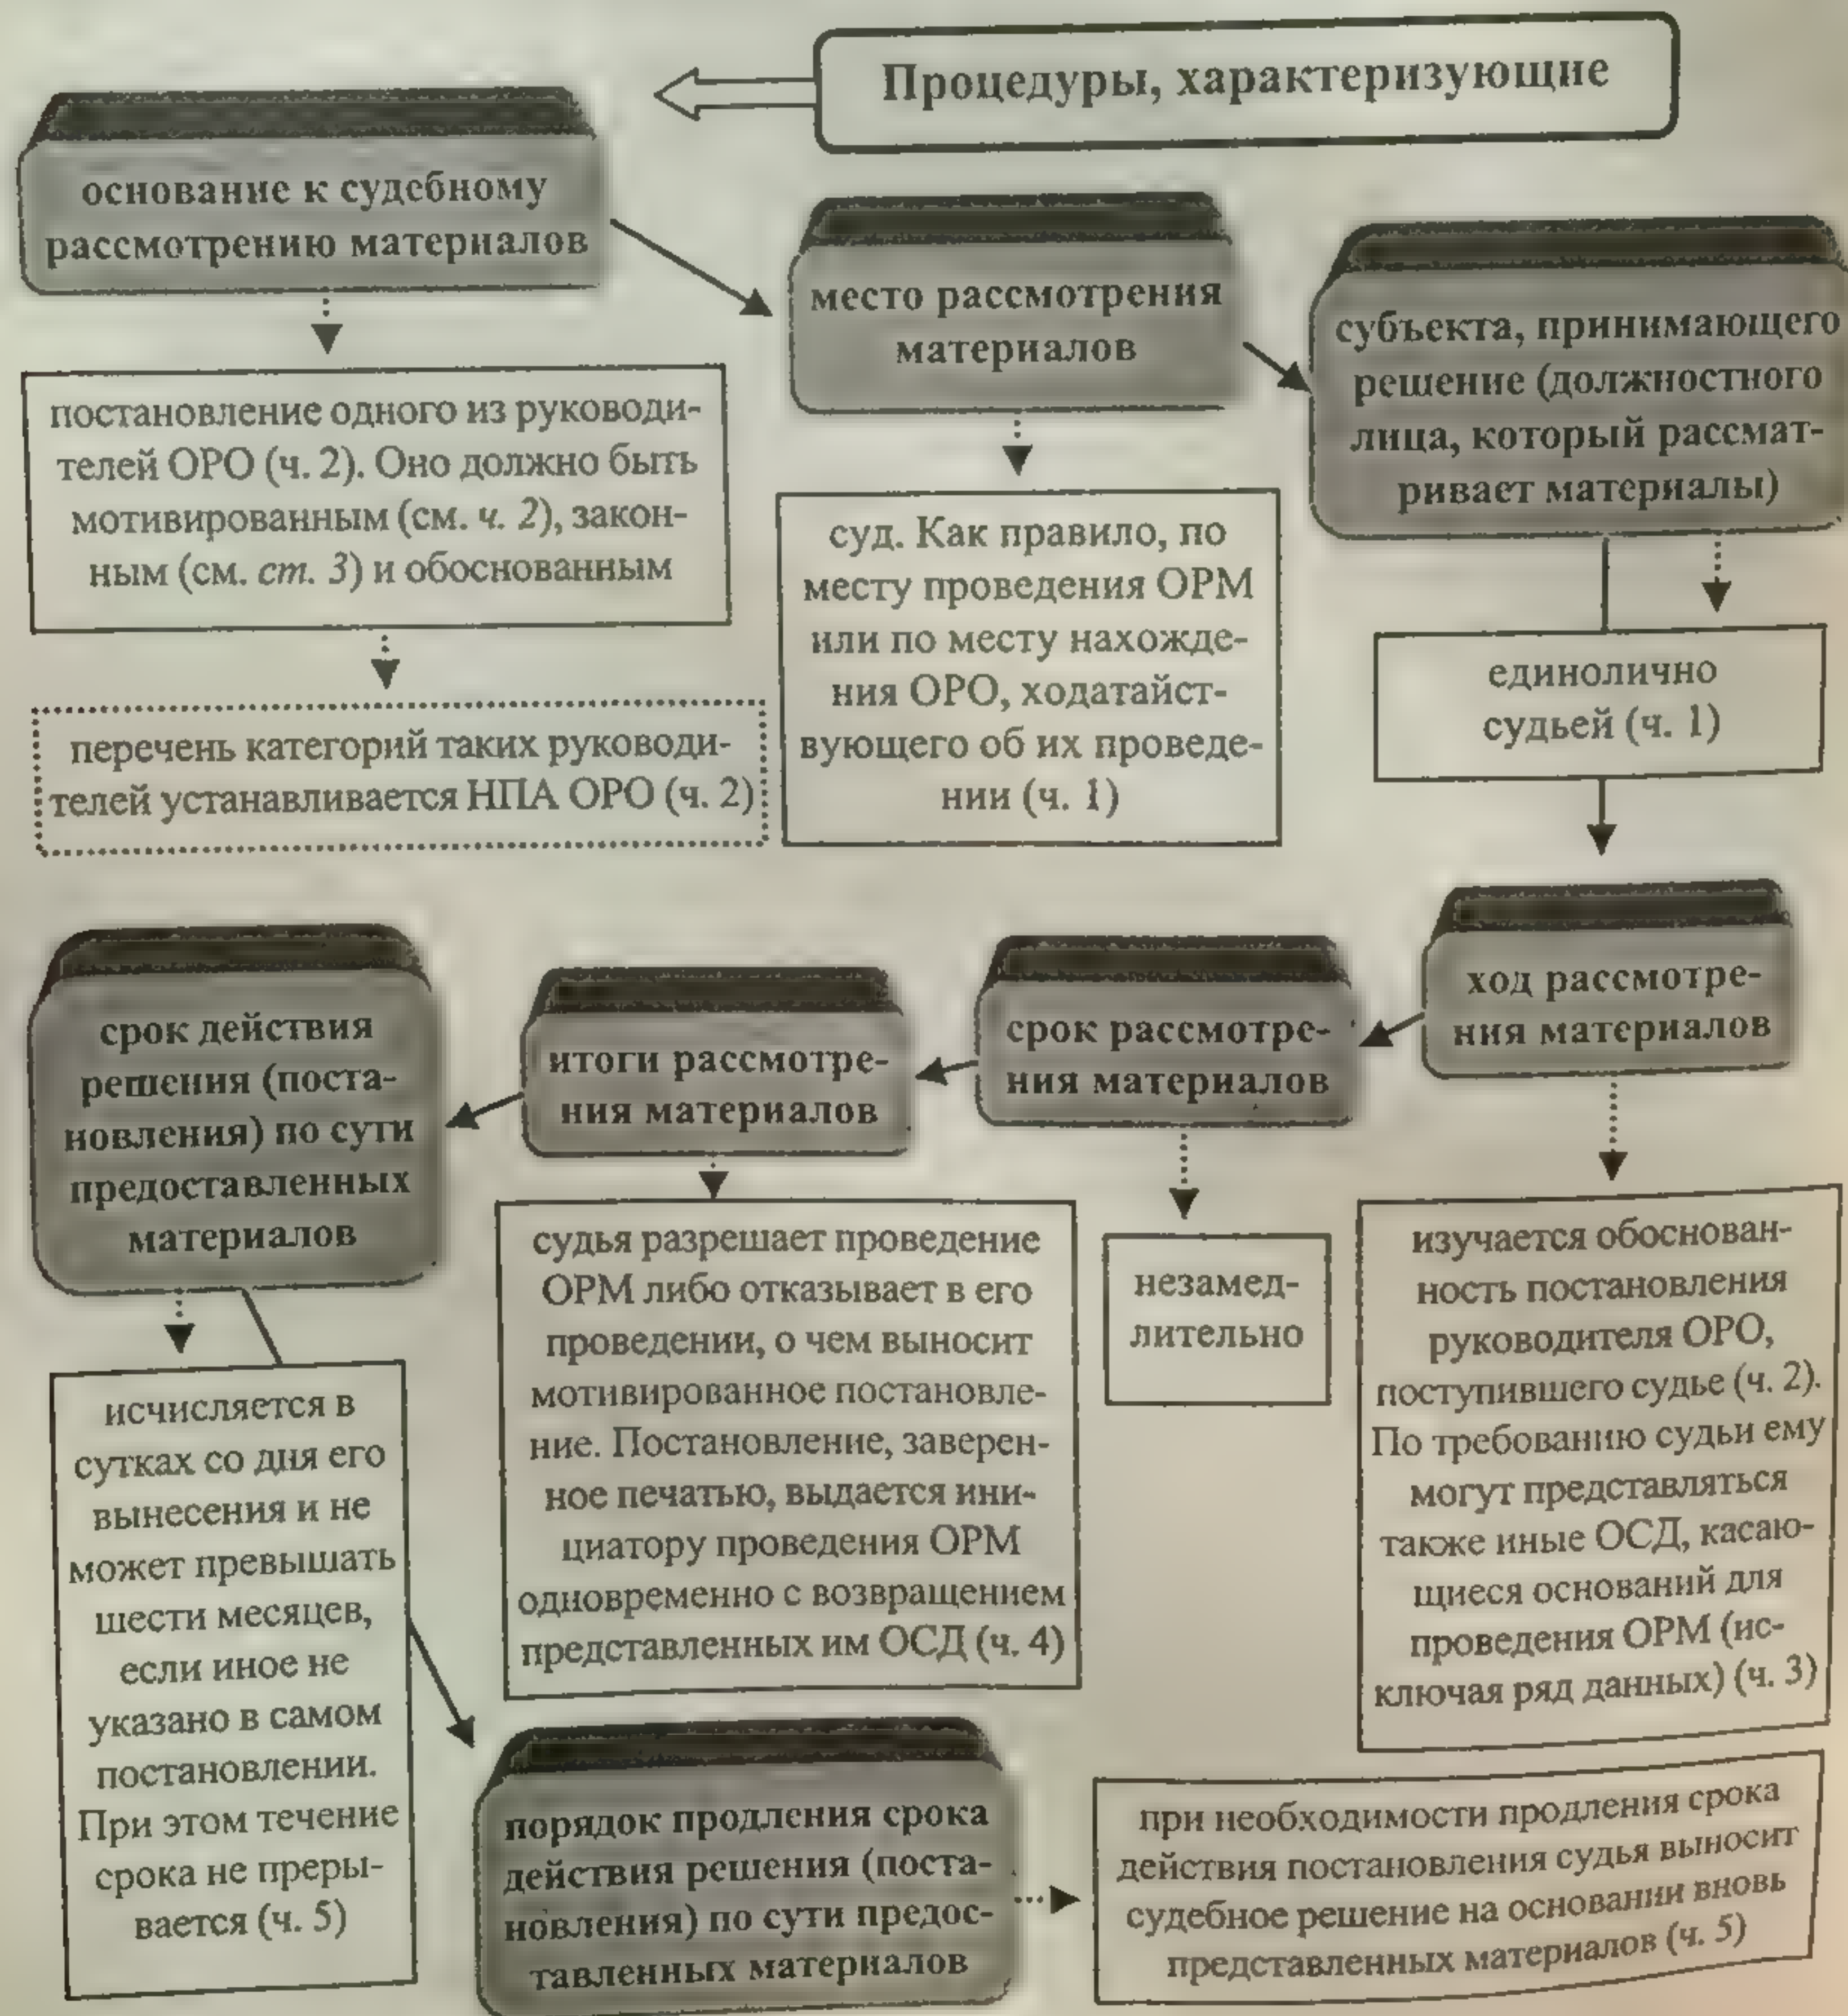 Процедуры, характеризующие
основание к судебному
рассмотрению материалов
постановление одного из руководи-
телей ОРО (ч. 2). Оно должно быть
мотивированным (см. ч. 2), закон-
ным (см. ст. 3) и обоснованным
перечень категорий таких руководи-
телей устанавливается НПА ОРО (ч. 2)
место рассмотрения
материалов
суд. Как правило, по
месту проведения ОРМ
или по месту нахожде-
ния ОРО, ходатайст-
вующего об их проведе-
нии (ч. 1)
субъекта, принимающего
решение (должностного
лица, который рассмат-
ривает материалы)
единолично
судьей (ч. 1)
ход рассмотре-
ния материалов
изучается обоснован-
ность постановления
руководителя ОРО,
поступившего судье (ч. 2).
По требованию судьи ему
могут представляться
также иные ОСД, касаю-
щиеся оснований для
проведения ОРМ (ис-
ключая ряд данных) (ч. 3)
срок рассмотре-
ния материалов
незамед-
лительно
итоги рассмотре-
ния материалов
судья разрешает проведение
ОРМ либо отказывает в его
проведении, о чем выносит
мотивированное постановле-
ние. Постановление, заверен-
ное печатью, выдается ини-
циатору проведения ОРМ
одновременно с возвращением
представленных им ОСД (ч. 4)
срок действия
решения (поста-
новления) по сути
предоставленных
материалов
исчисляется в
сутках со дня его
вынесения и не
может превышать
шести месяцев,
если иное не
указано в самом
постановлении.
При этом течение
срока не преры-
вается (ч. 5)
порядок продления срока
действия решения (поста-
новления) по сути предос-
тавленных материалов
при необходимости продления срока
действия постановления судья выносит
судебное решение на основании вновь
представленных материалов (ч. 5)